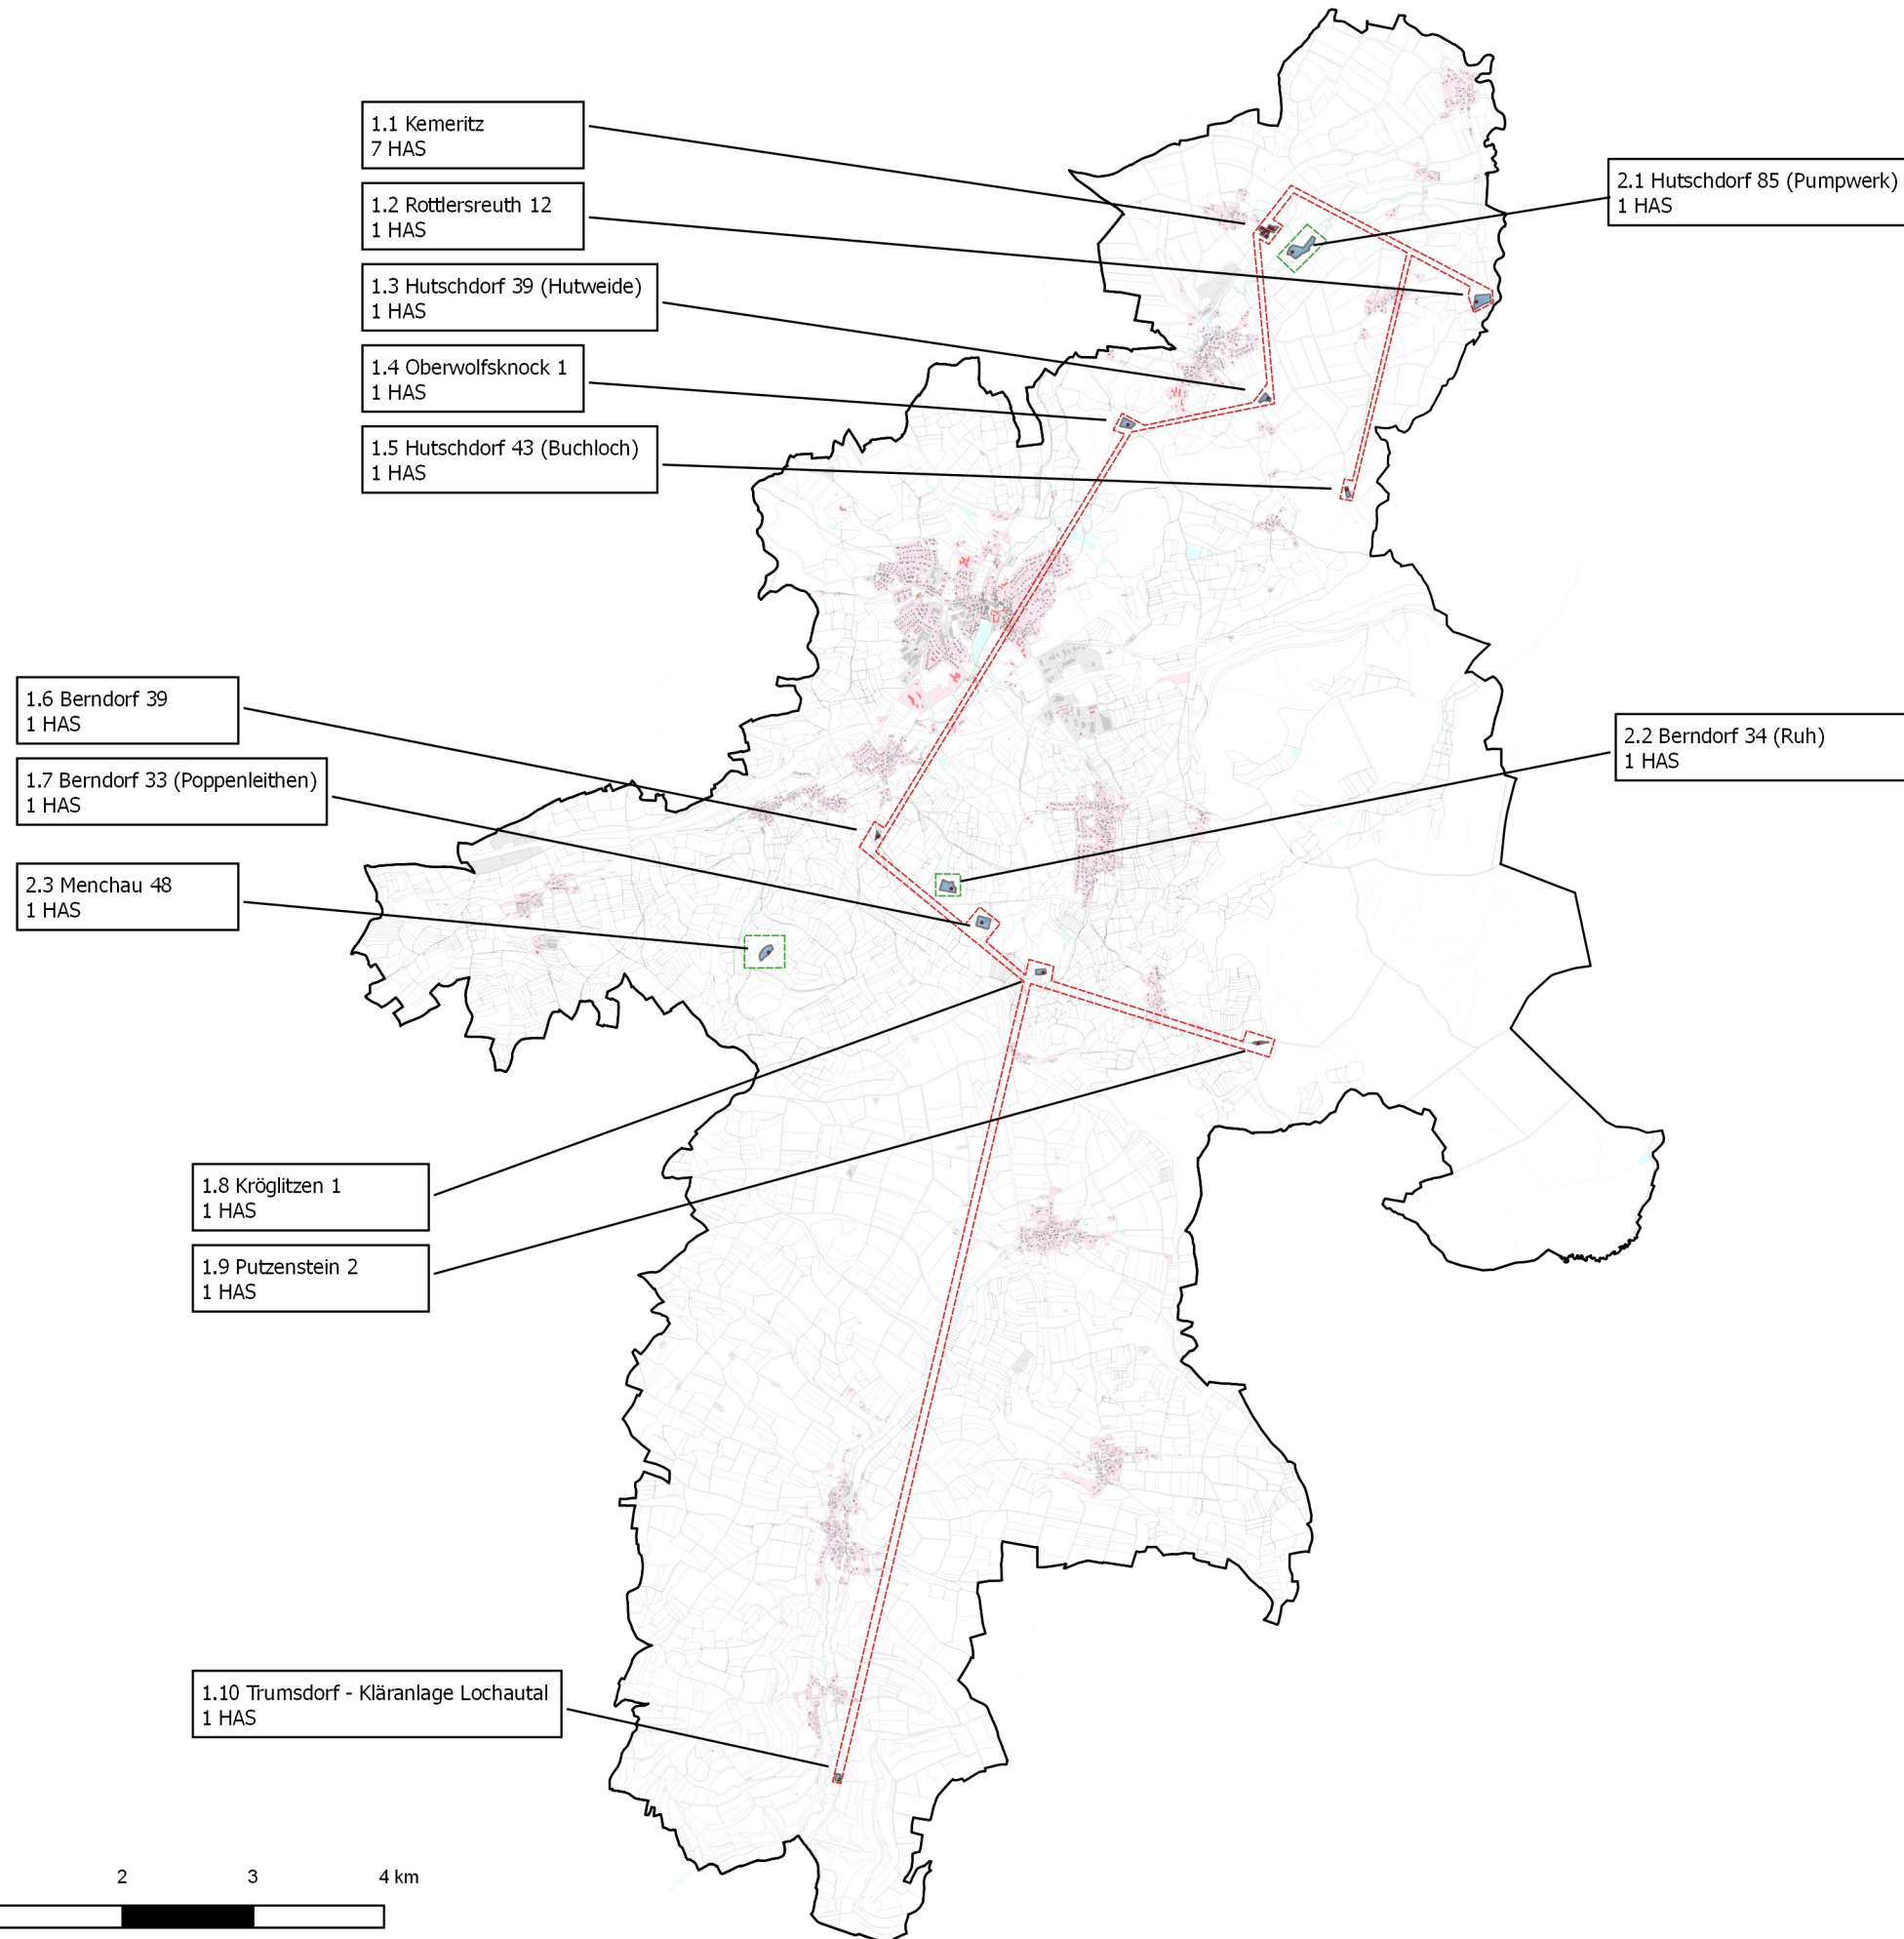 1.1 Kemeritz
7 HAS
1.2 Rottlersreuth 12
1 HAS
1.3 Hutschdorf 39 (Hutweide)
1 HAS
1.4 Oberwolfsknock 1
1 HAS
1.5 Hutschdorf 43 (Buchloch)
1 HAS
2.1 Hutschdorf 85 (Pumpwerk)
1 HAS
1.6 Berndorf 39
1 HAS
1.7 Berndorf 33 (Poppenleithen)
1 HAS
2.3 Menchau 48
1 HAS
2.2 Berndorf 34 (Ruh)
1 HAS
1.8 Kröglitzen 1
1 HAS
1.9 Putzenstein 2
1 HAS
1.10 Trumsdorf - Kläranlage Lochautal
1 HAS
2 3 4 km